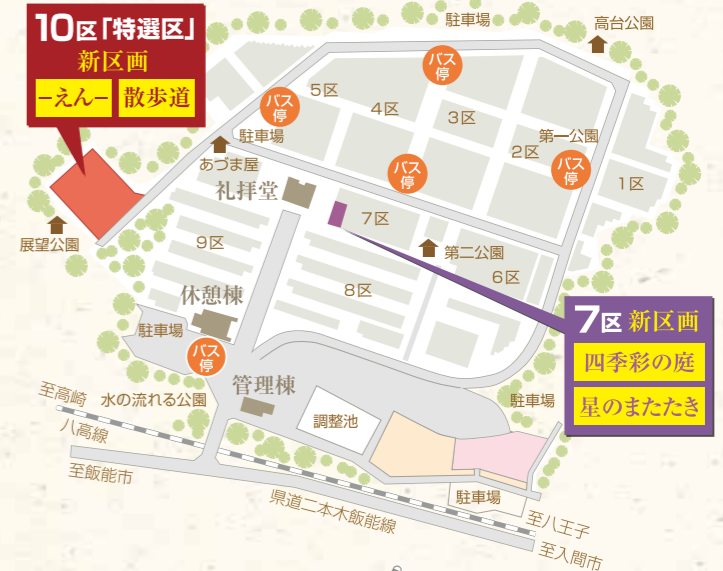 10区「特選区」
新区画
−えん− 散歩道
駐車場
高台公園
バス停
5区
バス停
4区
3区
駐車場
第一公園
2区
バス停
バス停
あづま屋
1区
礼拝堂
7区
展望公園
9区
第二公園
6区
8区
休憩棟
7区 新区画
四季彩の庭
星のまたたき
駐車場
バス停
管理棟
至高崎
水の流れる公園
調整池
駐車場
八高線
至飯能市
県道二本木飯能線
駐車場
至八王子
至入間市